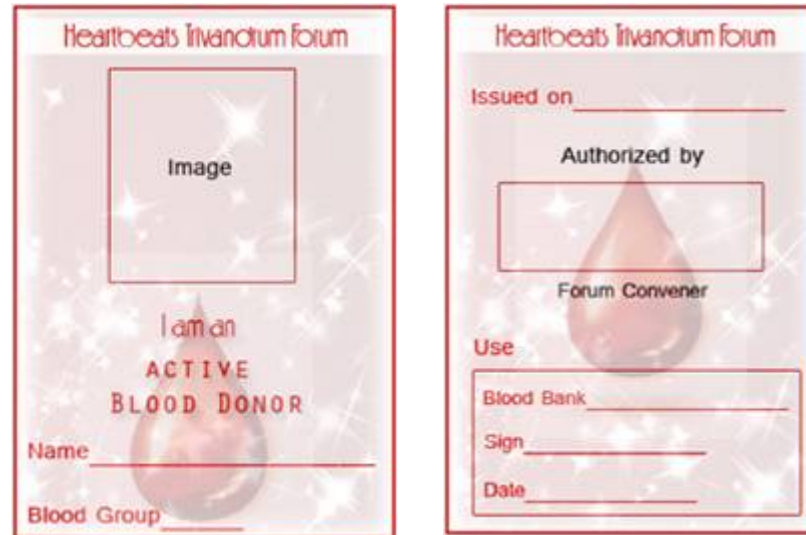 Heartbeats Trivandrum Forum
Image
I am an
ACTIVE
BLOOD DONOR
Name
Blood Group
Heartbeats Trivandrum Forum
Issued on
Authorized by
Forum Convener
Use
Blood Bank
Sign
Date